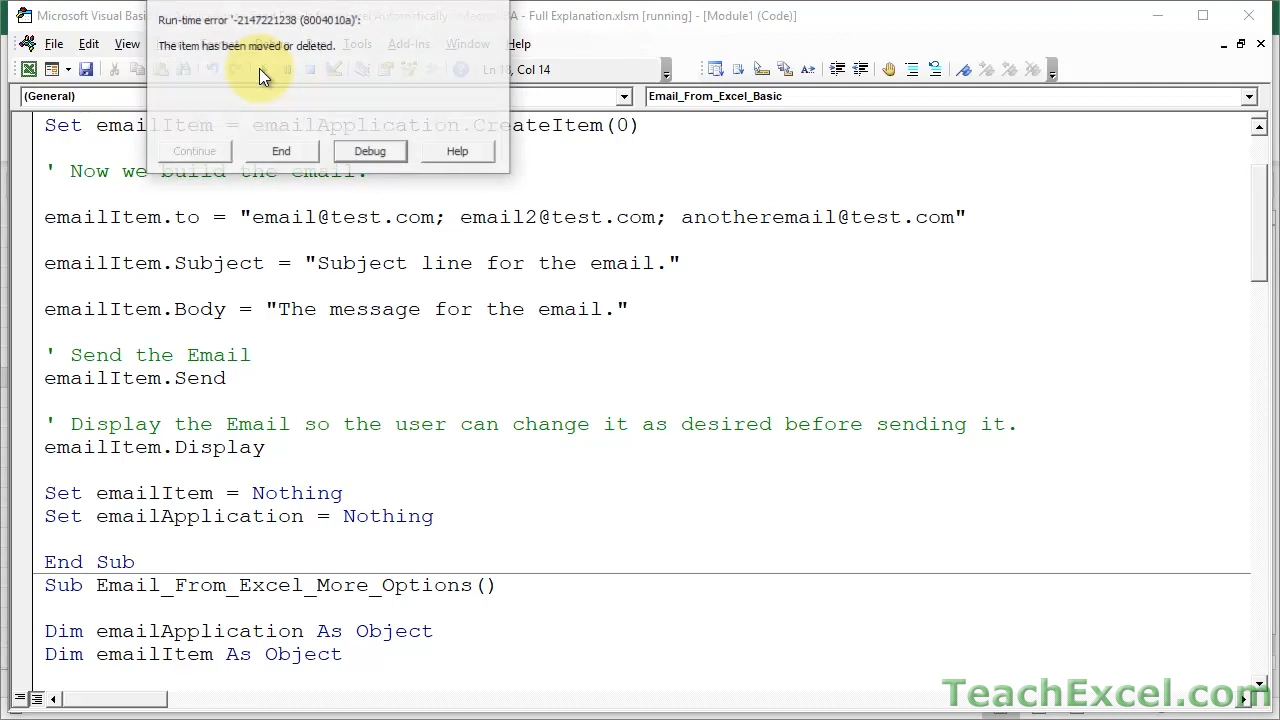 Microsoft Visual Basic
A - Full Explanation.xlsm [running] - [Module1 (Code)]
Run-time error '-2147221238 (8004010a)':
File Edit View Tools Add-Ins Window Help
The item has been moved or deleted.
Ln 13, Col 14
(General)
Email_From_Excel_Basic
Set emailItem = emailApplication.CreateItem(0)
Continue End Debug Help
' Now we build the email.
emailItem.to = "email@test.com; email2@test.com; anotheremail@test.com"
emailItem.Subject = "Subject line for the email."
emailItem.Body = "The message for the email."
' Send the Email
emailItem.Send
' Display the Email so the user can change it as desired before sending it.
emailItem.Display
Set emailItem = Nothing
Set emailApplication = Nothing
End Sub
Sub Email_From_Excel_More_Options()
Dim emailApplication As Object
Dim emailItem As Object
TeachExcel.com